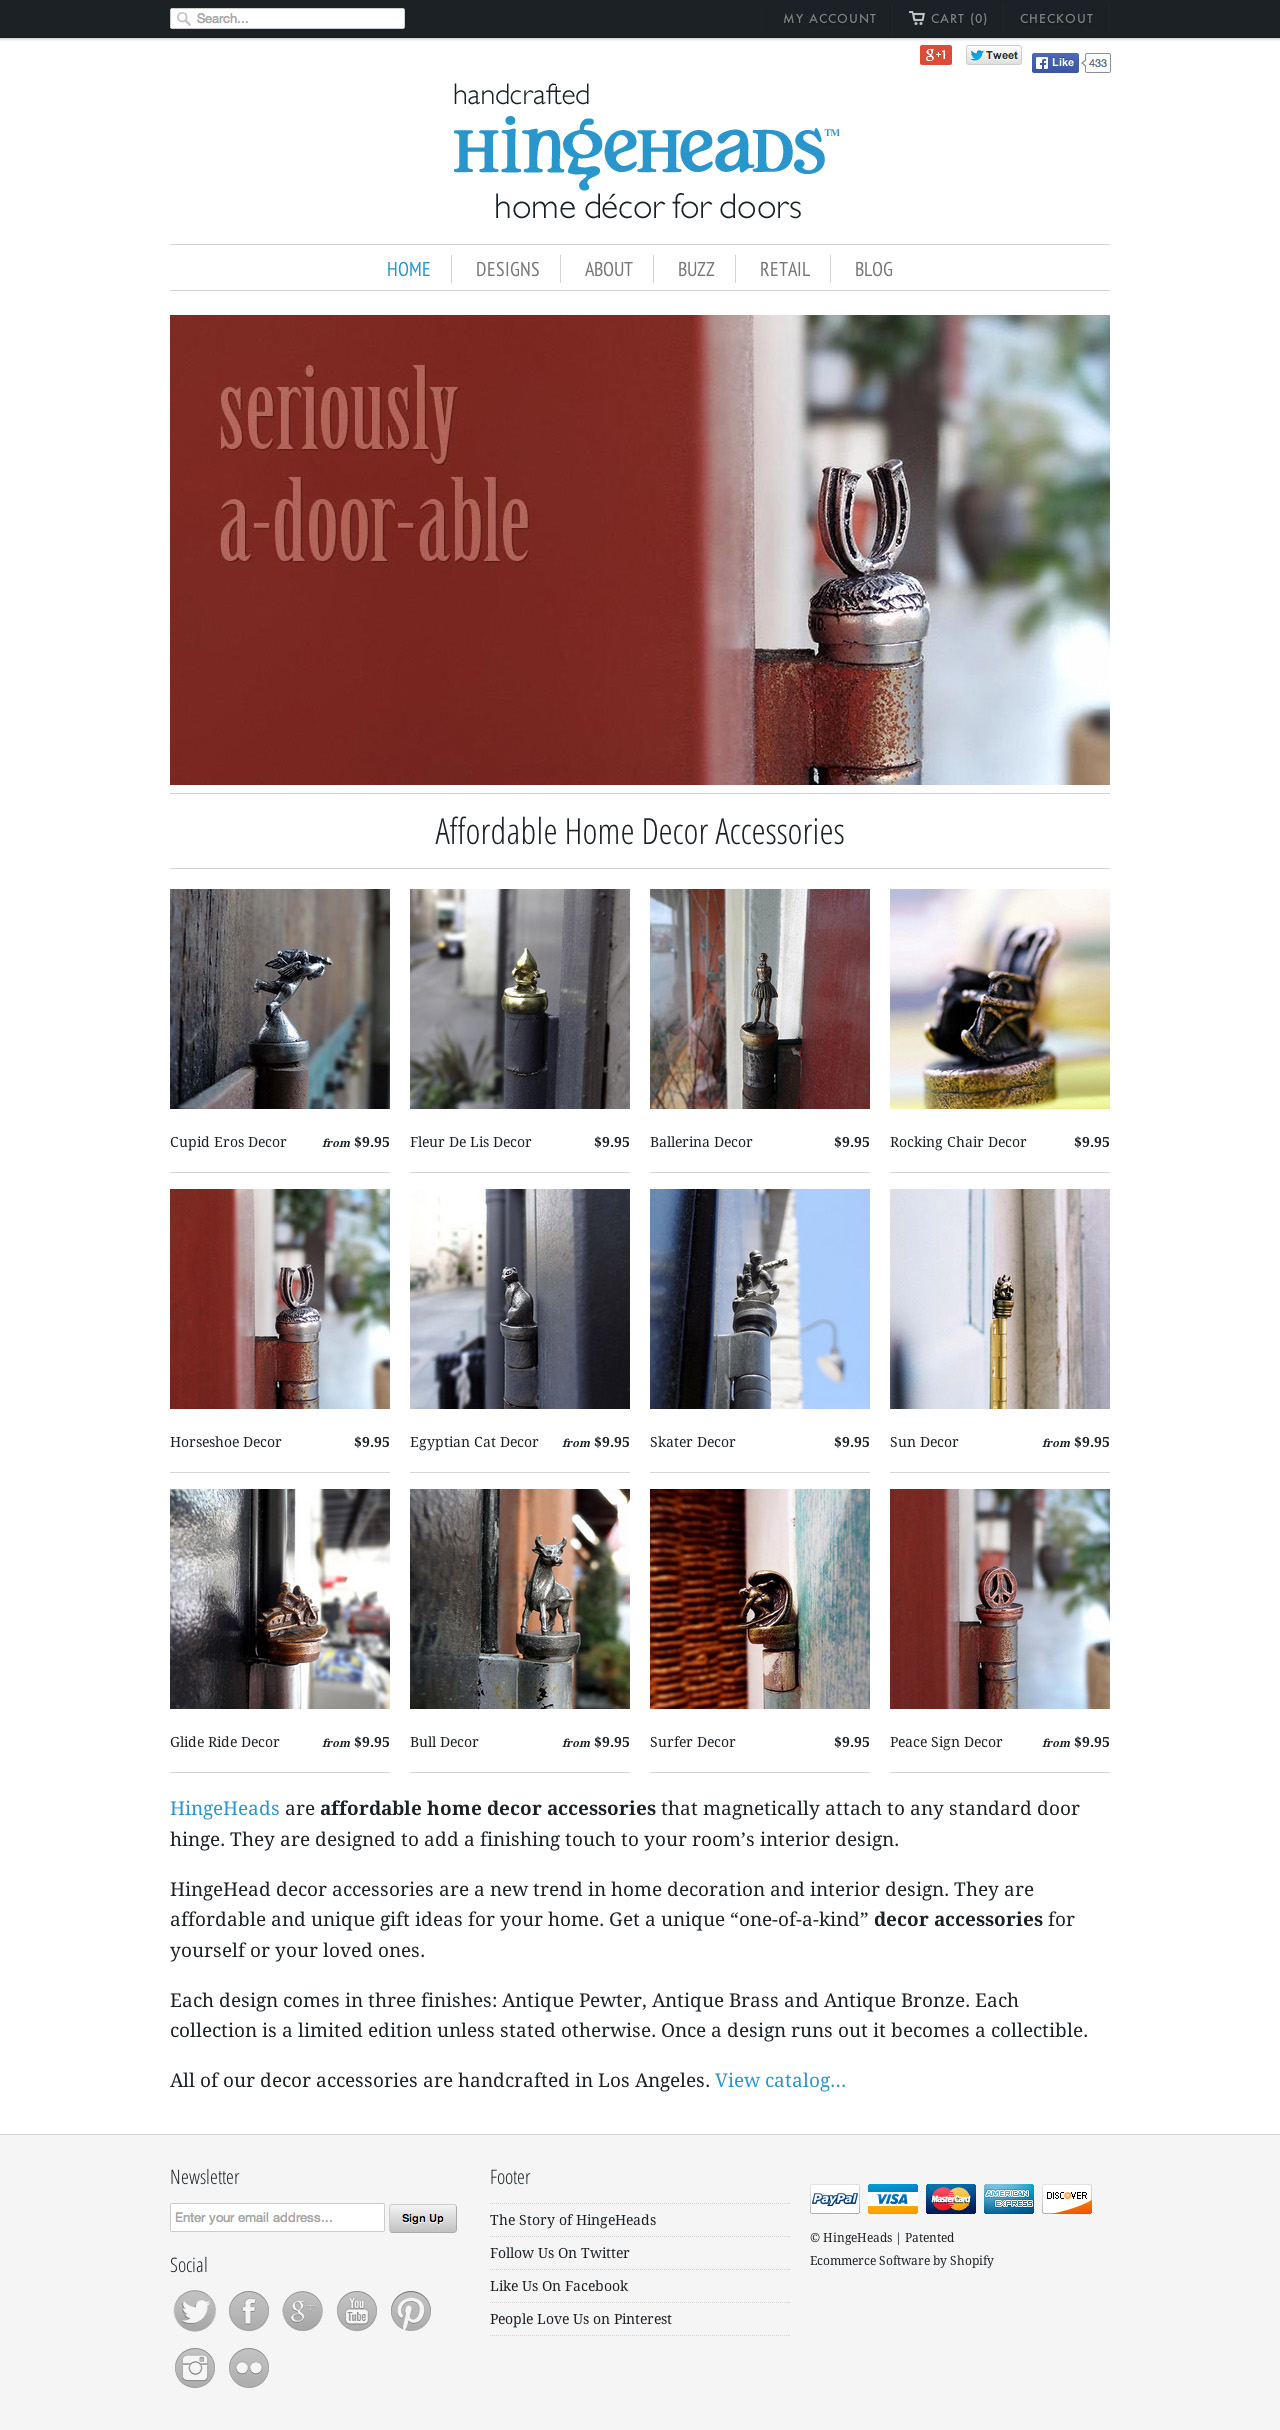 Search...
MY ACCOUNT
CART (0)
CHECKOUT
g+1
Tweet
Like
433
handcrafted
HingeHeads™
home décor for doors
HOME
DESIGNS
ABOUT
BUZZ
RETAIL
BLOG
seriously
a-door-able
Affordable Home Decor Accessories
Cupid Eros Decor from $9.95
Fleur De Lis Decor $9.95
Ballerina Decor $9.95
Rocking Chair Decor $9.95
Horseshoe Decor $9.95
Egyptian Cat Decor from $9.95
Skater Decor $9.95
Sun Decor from $9.95
Glide Ride Decor from $9.95
Bull Decor from $9.95
Surfer Decor $9.95
Peace Sign Decor from $9.95
HingeHeads are affordable home decor accessories that magnetically attach to any standard door
hinge. They are designed to add a finishing touch to your room’s interior design.
HingeHead decor accessories are a new trend in home decoration and interior design. They are
affordable and unique gift ideas for your home. Get a unique “one-of-a-kind” decor accessories for
yourself or your loved ones.
Each design comes in three finishes: Antique Pewter, Antique Brass and Antique Bronze. Each
collection is a limited edition unless stated otherwise. Once a design runs out it becomes a collectible.
All of our decor accessories are handcrafted in Los Angeles. View catalog...
Newsletter
Enter your email address...
Sign Up
Social
You
Tube
Footer
The Story of HingeHeads
Follow Us On Twitter
Like Us On Facebook
People Love Us on Pinterest
PayPal
VISA
MasterCard
AMERICAN
EXPRESS
DISCOVER
© HingeHeads | Patented
Ecommerce Software by Shopify